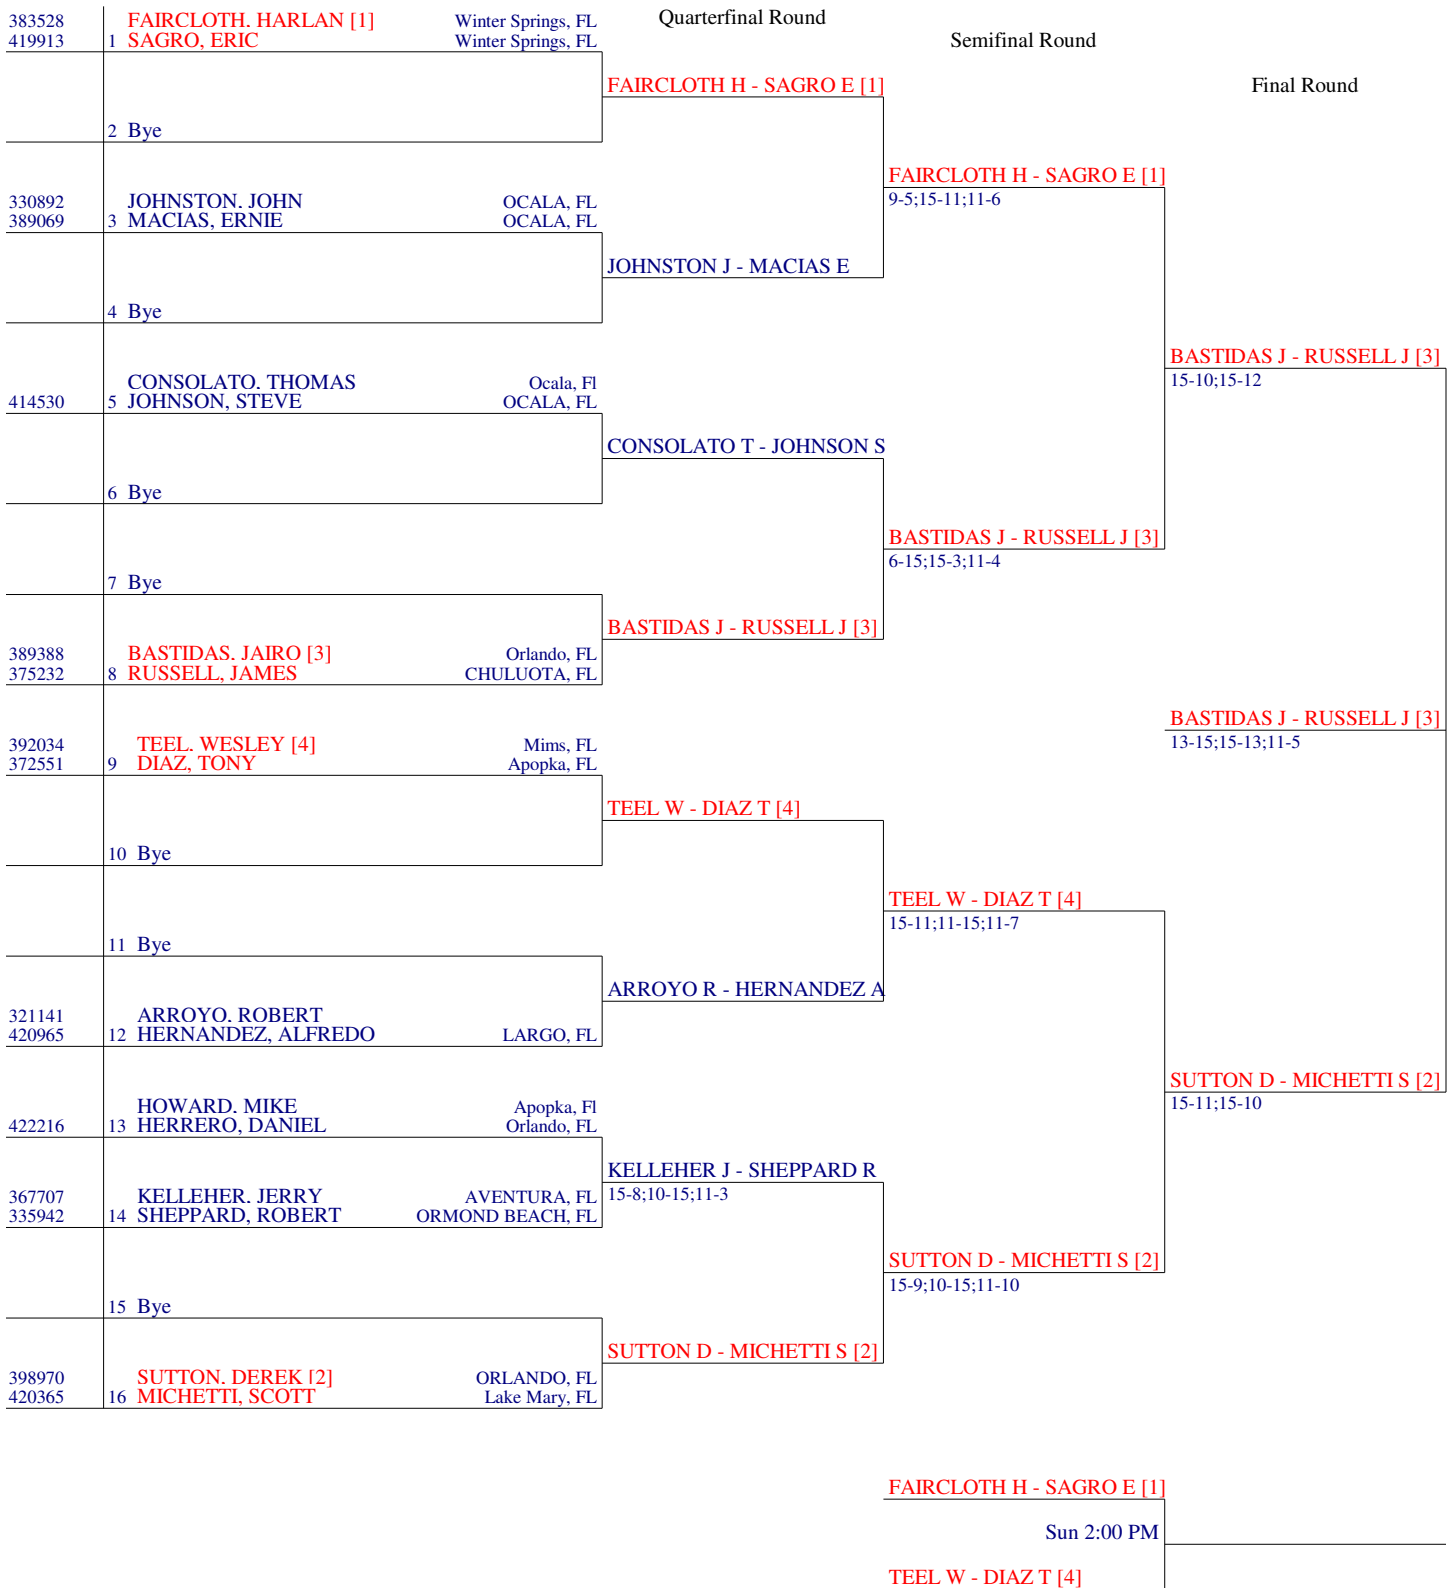 Quarterfinal Round
Semifinal Round
Final Round
383528 FAIRCLOTH. HARLAN [1] Winter Springs, FL
419913 1 SAGRO, ERIC Winter Springs, FL
FAIRCLOTH H - SAGRO E [1]
2 Bye
FAIRCLOTH H - SAGRO E [1]
9-5;15-11;11-6
330892 JOHNSTON. JOHN OCALA, FL
389069 3 MACIAS, ERNIE OCALA, FL
JOHNSTON J - MACIAS E
4 Bye
BASTIDAS J - RUSSELL J [3]
15-10;15-12
CONSOLATO. THOMAS Ocala, Fl
414530 5 JOHNSON, STEVE OCALA, FL
CONSOLATO T - JOHNSON S
6 Bye
BASTIDAS J - RUSSELL J [3]
6-15;15-3;11-4
7 Bye
BASTIDAS J - RUSSELL J [3]
389388 BASTIDAS. JAIRO [3] Orlando, FL
375232 8 RUSSELL, JAMES CHULUOTA, FL
BASTIDAS J - RUSSELL J [3]
13-15;15-13;11-5
392034 TEEL. WESLEY [4] Mims, FL
372551 9 DIAZ, TONY Apopka, FL
TEEL W - DIAZ T [4]
10 Bye
TEEL W - DIAZ T [4]
15-11;11-15;11-7
11 Bye
ARROYO R - HERNANDEZ A
321141 ARROYO. ROBERT
420965 12 HERNANDEZ, ALFREDO LARGO, FL
SUTTON D - MICHETTI S [2]
15-11;15-10
HOWARD. MIKE Apopka, Fl
422216 13 HERRERO, DANIEL Orlando, FL
KELLEHER J - SHEPPARD R
15-8;10-15;11-3
367707 KELLEHER. JERRY AVENTURA, FL
335942 14 SHEPPARD, ROBERT ORMOND BEACH, FL
SUTTON D - MICHETTI S [2]
15-9;10-15;11-10
15 Bye
SUTTON D - MICHETTI S [2]
398970 SUTTON. DEREK [2] ORLANDO, FL
420365 16 MICHETTI, SCOTT Lake Mary, FL
FAIRCLOTH H - SAGRO E [1]
Sun 2:00 PM
TEEL W - DIAZ T [4]